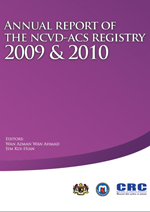 Annual report of
the NCVD-ACS Registry
2009 & 2010
Editors:
Wan Azman Wan Ahmad
Sim Kui-Hian
CRC